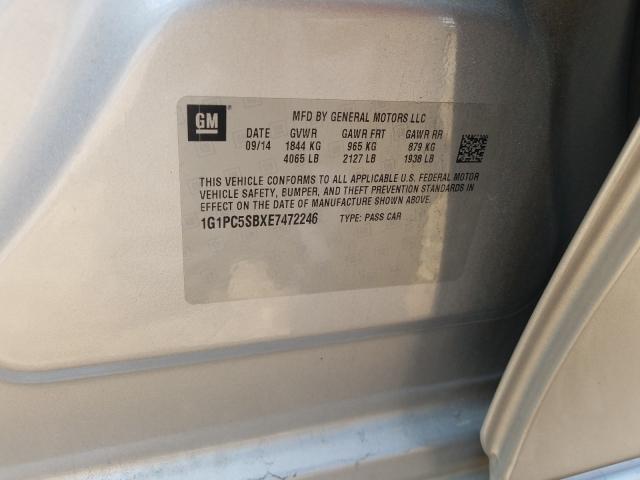 GM
MFD BY GENERAL MOTORS LLC
DATE GVWR GAWR FRT GAWR RR
09/14 1844 KG 965 KG 879 KG
4065 LB 2127 LB 1938 LB
THIS VEHICLE CONFORMS TO ALL APPLICABLE U.S. FEDERAL MOTOR
VEHICLE SAFETY, BUMPER, AND THEFT PREVENTION STANDARDS IN
EFFECT ON THE DATE OF MANUFACTURE SHOWN ABOVE.
1G1PC5SBXE7472246 TYPE: PASS CAR